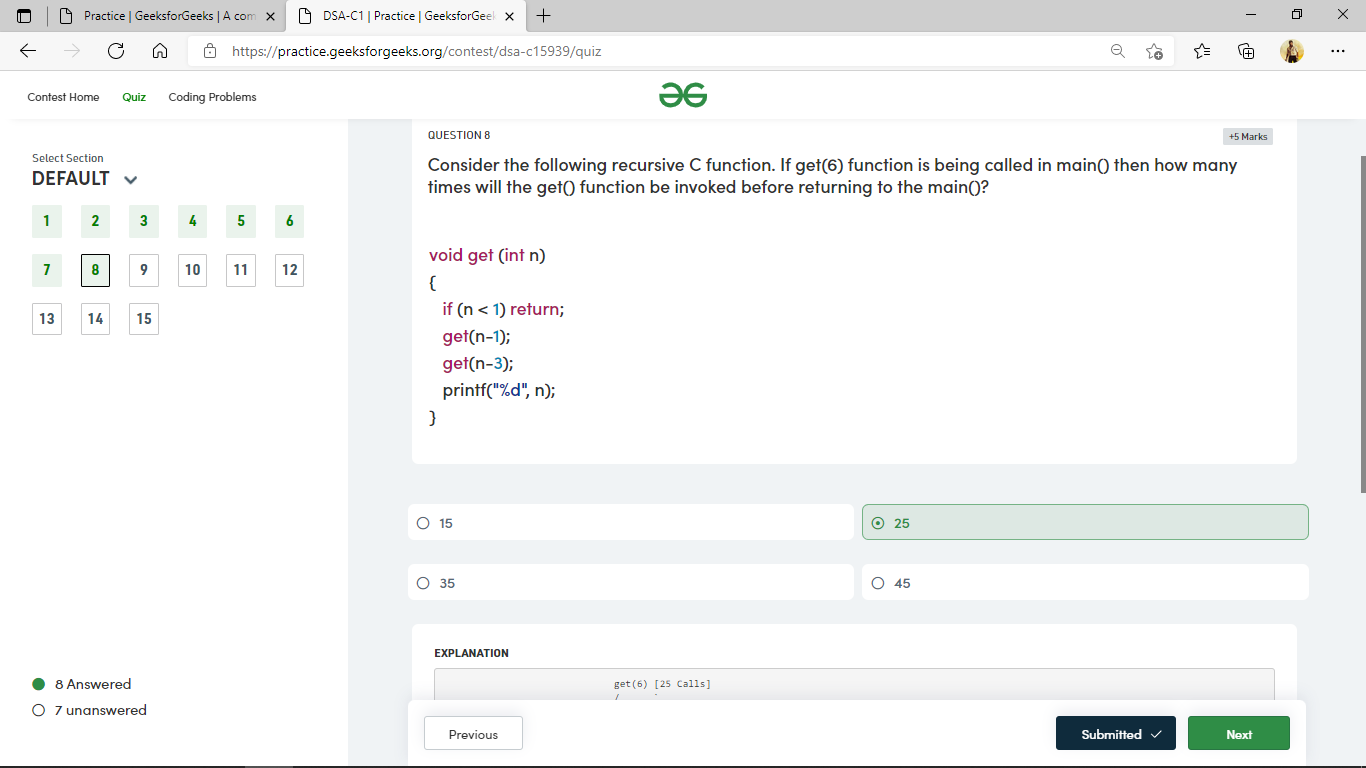 Practice | GeeksforGeeks | A com
DSA-C1 | Practice | GeeksforGeek
https://practice.geeksforgeeks.org/contest/dsa-c15939/quiz
Contest Home Quiz Coding Problems
Select Section
DEFAULT
1 2 3 4 5 6
7 8 9 10 11 12
13 14 15
8 Answered
7 unanswered
QUESTION 8
+5 Marks
Consider the following recursive C function. If get(6) function is being called in main() then how many
times will the get() function be invoked before returning to the main()?
void get (int n)
{
if (n < 1) return;
get(n-1);
get(n-3);
printf("%d", n);
}
15
25
35
45
EXPLANATION
get(6) [25 Calls]
/ `
Previous
Submitted ✓
Next